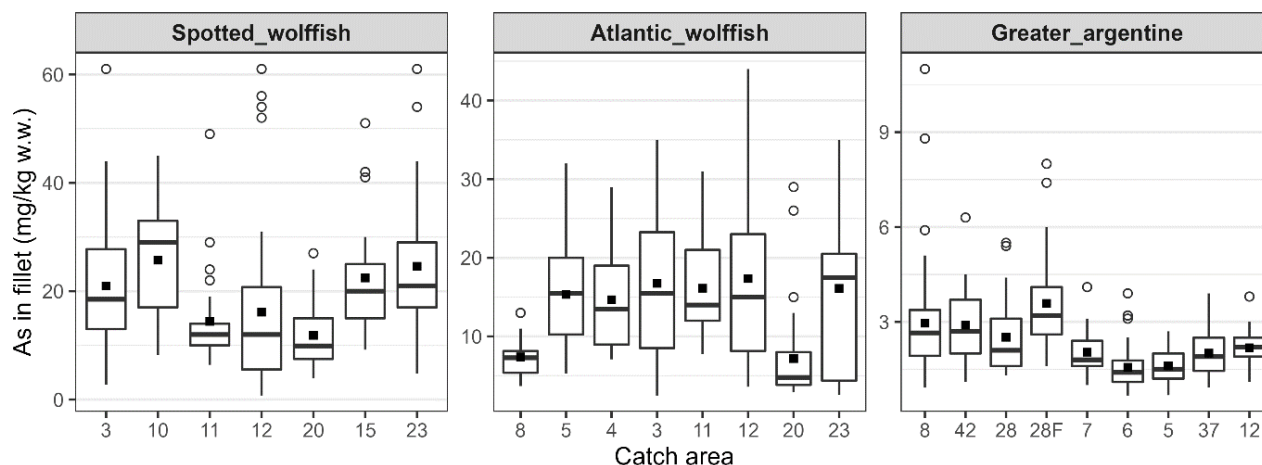 Spotted_wolffish Atlantic_wolffish Greater_argentine
As in fillet (mg/kg w.w.)
60
40
20
0
40
30
20
10
9
6
3
3 10 11 12 20 15 23
8 5 4 3 11 12 20 23
8 42 28 28F 7 6 5 37 12
Catch area